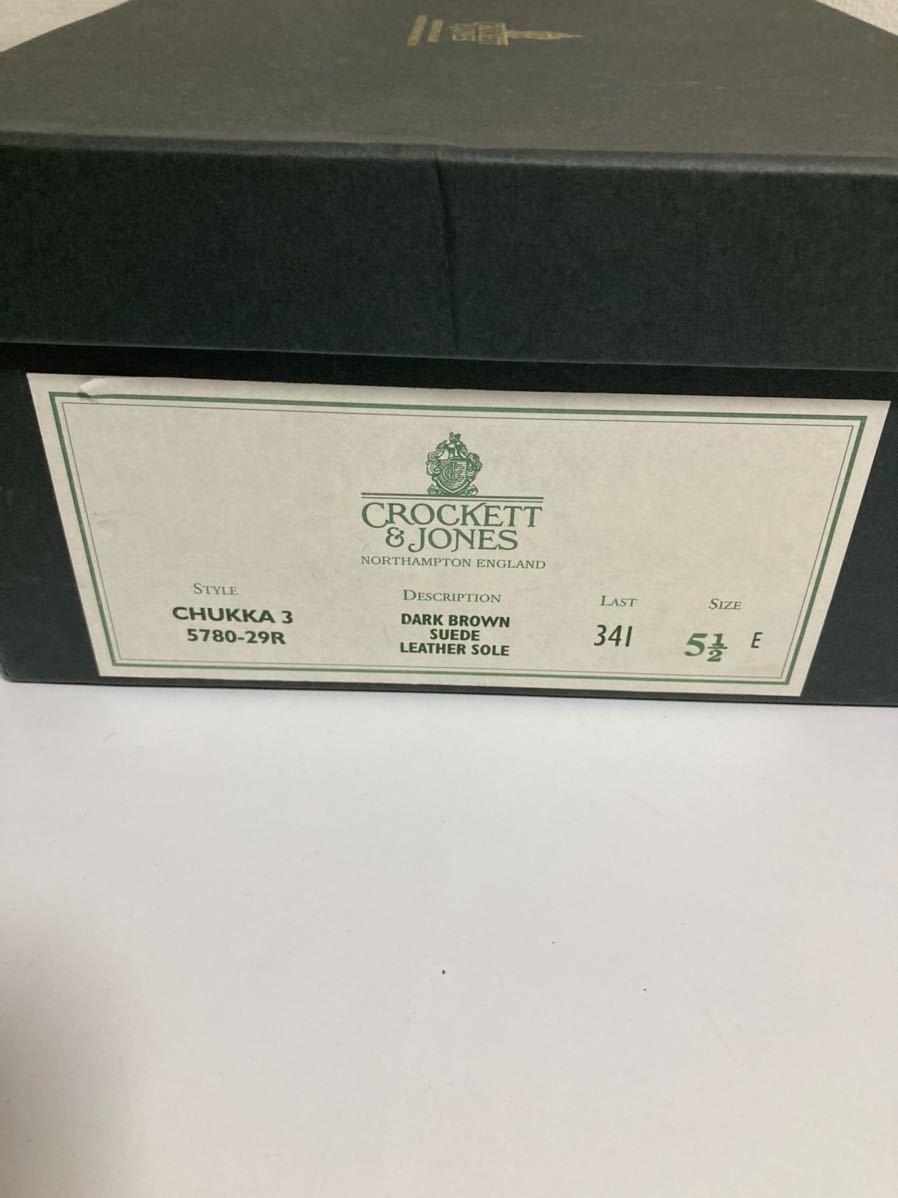 CROCKETT
& JONES
NORTHAMPTON ENGLAND
STYLE
CHUKKA 3
5780-29R
DESCRIPTION
DARK BROWN
SUEDE
LEATHER SOLE
LAST
341
SIZE
5½ E